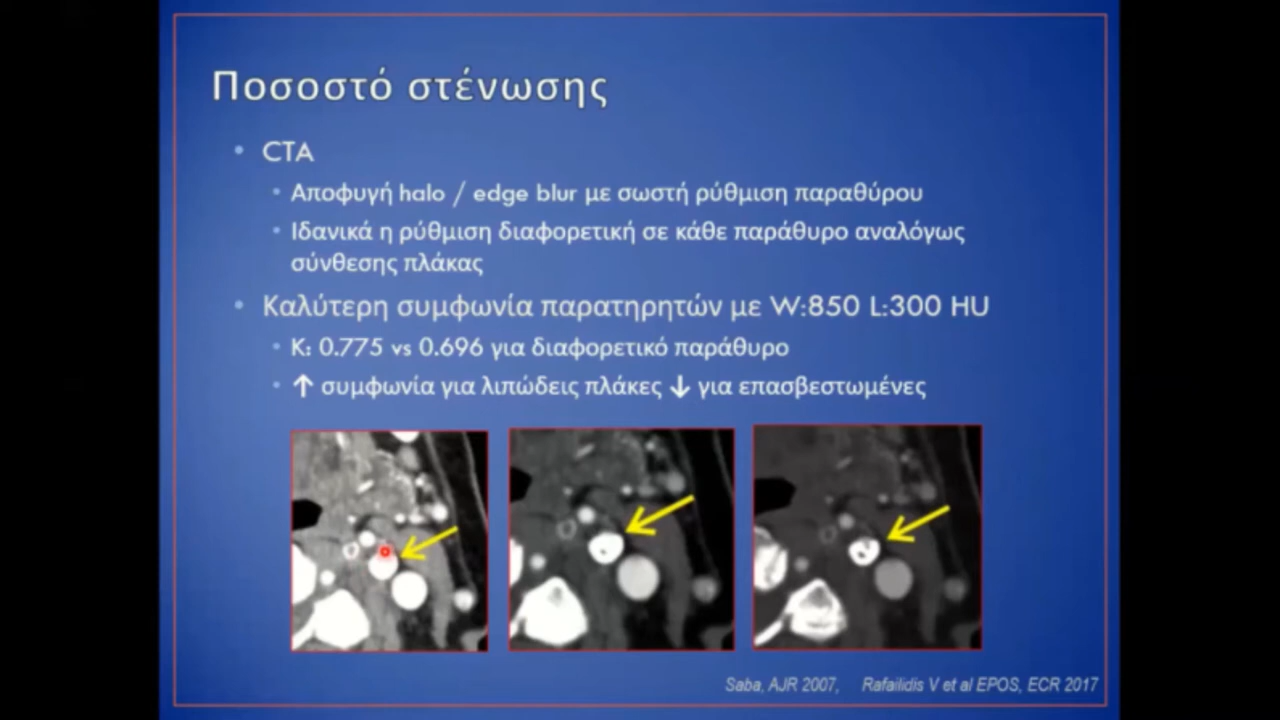 Ποσοστό στένωσης
• CTA
• Αποφυγή halo / edge blur με σωστή ρύθμιση παραθύρου
• Ιδανικά η ρύθμιση διαφορετική σε κάθε παράθυρο αναλόγως
σύνθεσης πλάκας
• Καλύτερη συμφωνία παρατηρητών με W:850 L:300 HU
• Κ: 0.775 vs 0.696 για διαφορετικό παράθυρο
• ↑ συμφωνία για λιπώδεις πλάκες ↓ για επασβεστωμένες
Saba, AJR 2007, Rafailidis V et al EPOS, ECR 2017